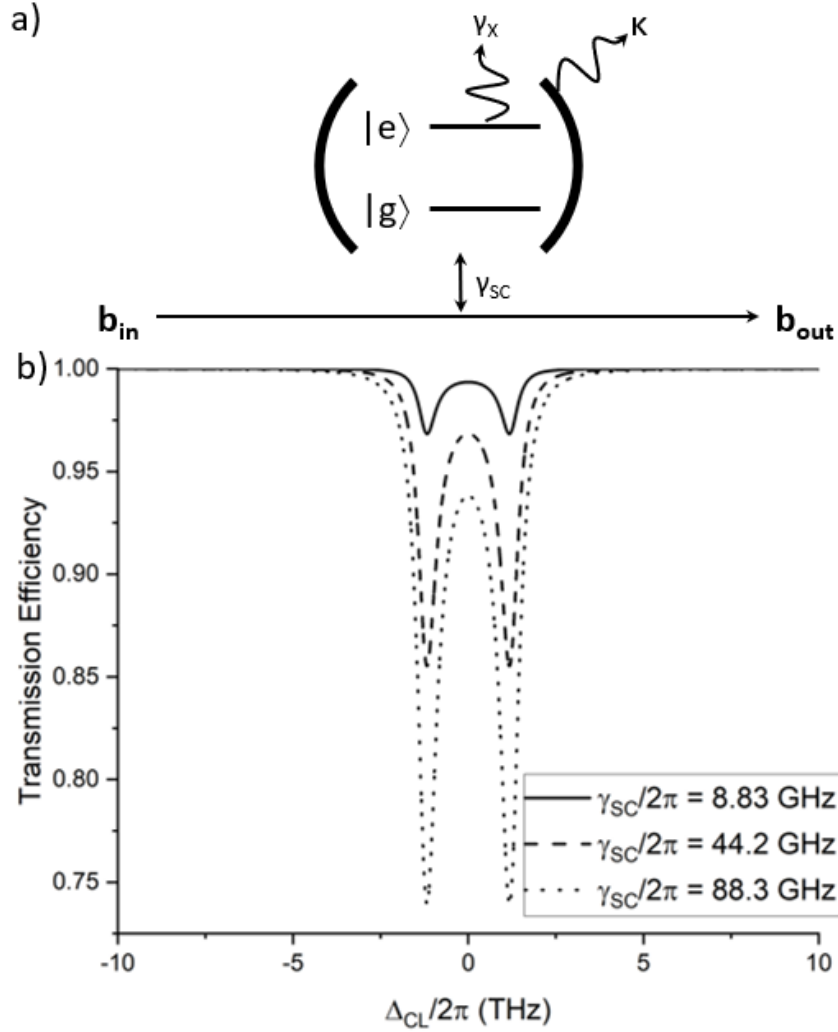 a)
γX
κ
|e⟩
|g⟩
γSC
bin
bout
b)
1.00
0.95
0.90
0.85
0.80
0.75
Transmission Efficiency
γSC/2π = 8.83 GHz
γSC/2π = 44.2 GHz
γSC/2π = 88.3 GHz
-10 -5 0 5 10
ΔCL/2π (THz)